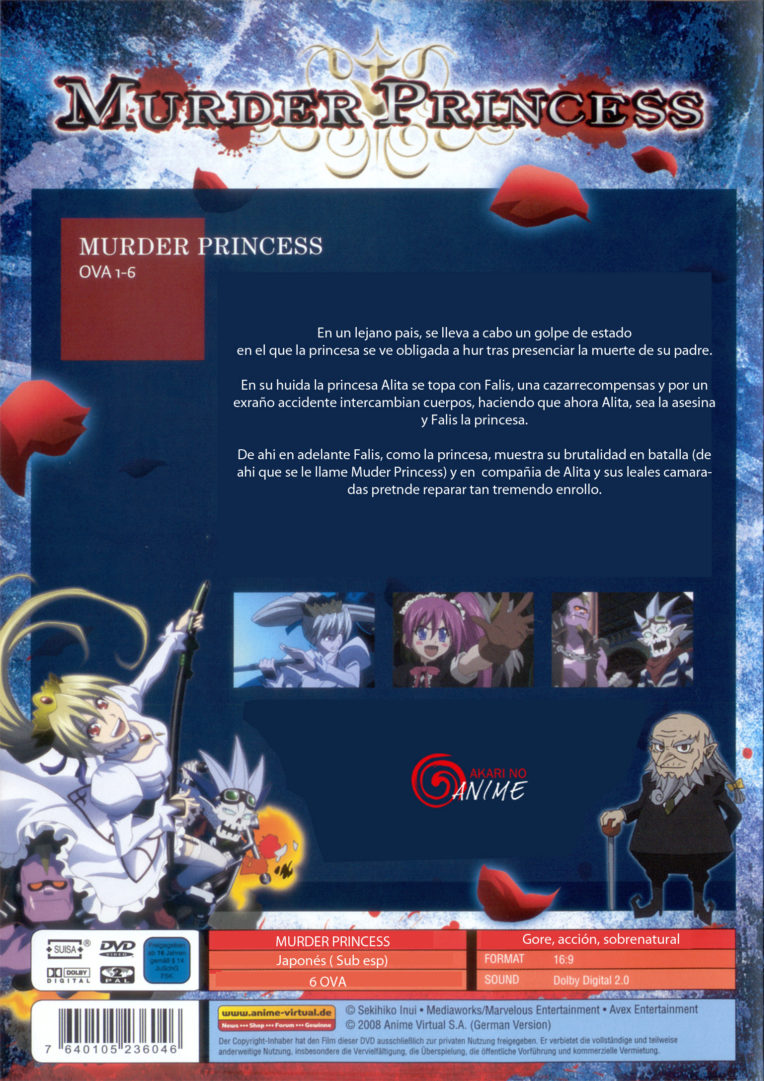 MURDER PRINCESS
MURDER PRINCESS
OVA 1-6
En un lejano pais, se lleva a cabo un golpe de estado
en el que la princesa se ve obligada a hur tras presenciar la muerte de su padre.
En su huida la princesa Alita se topa con Falis, una cazarrecompensas y por un
exraño accidente intercambian cuerpos, haciendo que ahora Alita, sea la asesina
y Falis la princesa.
De ahi en adelante Falis, como la princesa, muestra su brutalidad en batalla (de
ahi que se le llame Muder Princess) y en compañia de Alita y sus leales camara-
das pretnde reparar tan tremendo enrollo.
AKARI NO
ANIME
SUISA ®
DVD
VIDEO
DOLBY
DIGITAL
2
PAL
Freigegeben
ab 16 Jahren
gemäß § 14
JuSchG
FSK
MURDER PRINCESS
Japonés ( Sub esp)
6 OVA
Gore, acción, sobrenatural
FORMAT 16:9
SOUND Dolby Digital 2.0
7 640105 236046
www.anime-virtual.de
News ••• Shop ••• Forum ••• Gewinne
© Sekihiko Inui • Mediaworks/Marvelous Entertainment • Avex Entertainment
© 2008 Anime Virtual S.A. (German Version)
Der Copyright-Inhaber hat den Film dieser DVD ausschließlich zur privaten Nutzung freigegeben. Er verbietet die vollständige und teilweise
anderweitige Nutzung, insbesondere die Vervielfältigung, die Überspielung, die öffentliche Vorführung und kommerzielle Vermietung.